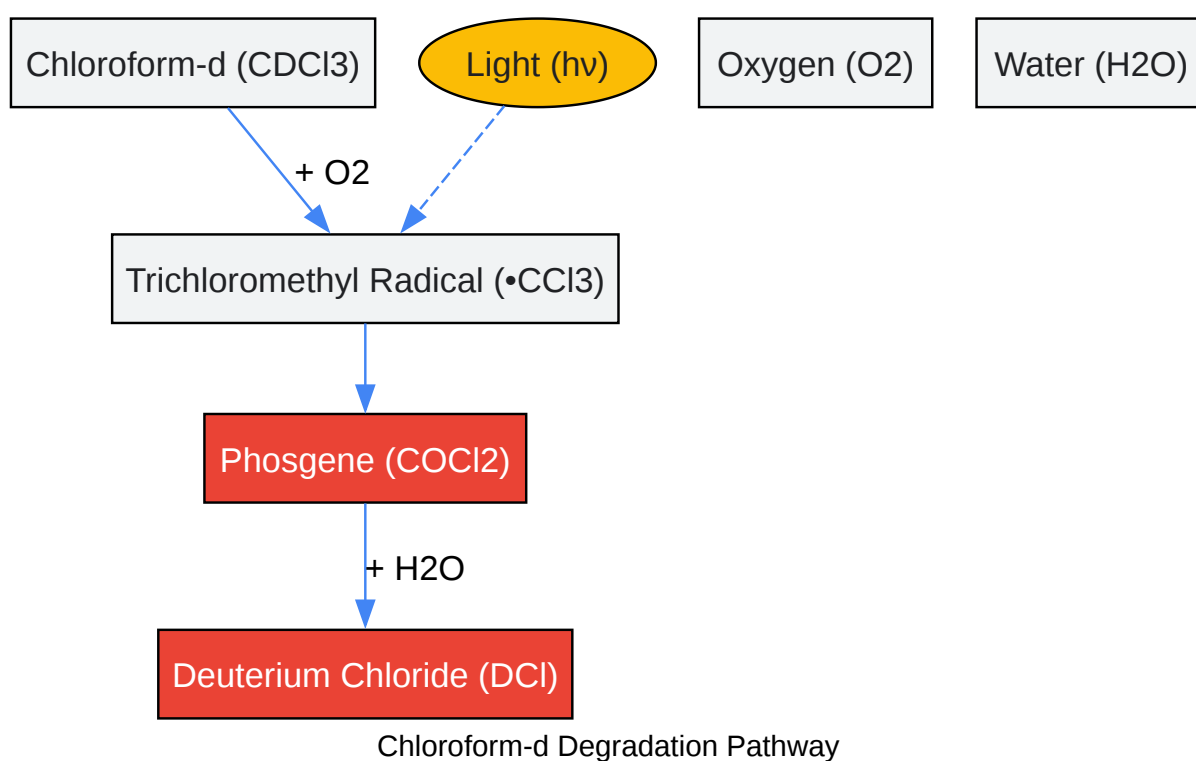 Chloroform-d (CDCl3)
Light (hν)
Oxygen (O2)
Water (H2O)
+ O2
Trichloromethyl Radical (•CCl3)
Phosgene (COCl2)
+ H2O
Deuterium Chloride (DCl)
Chloroform-d Degradation Pathway